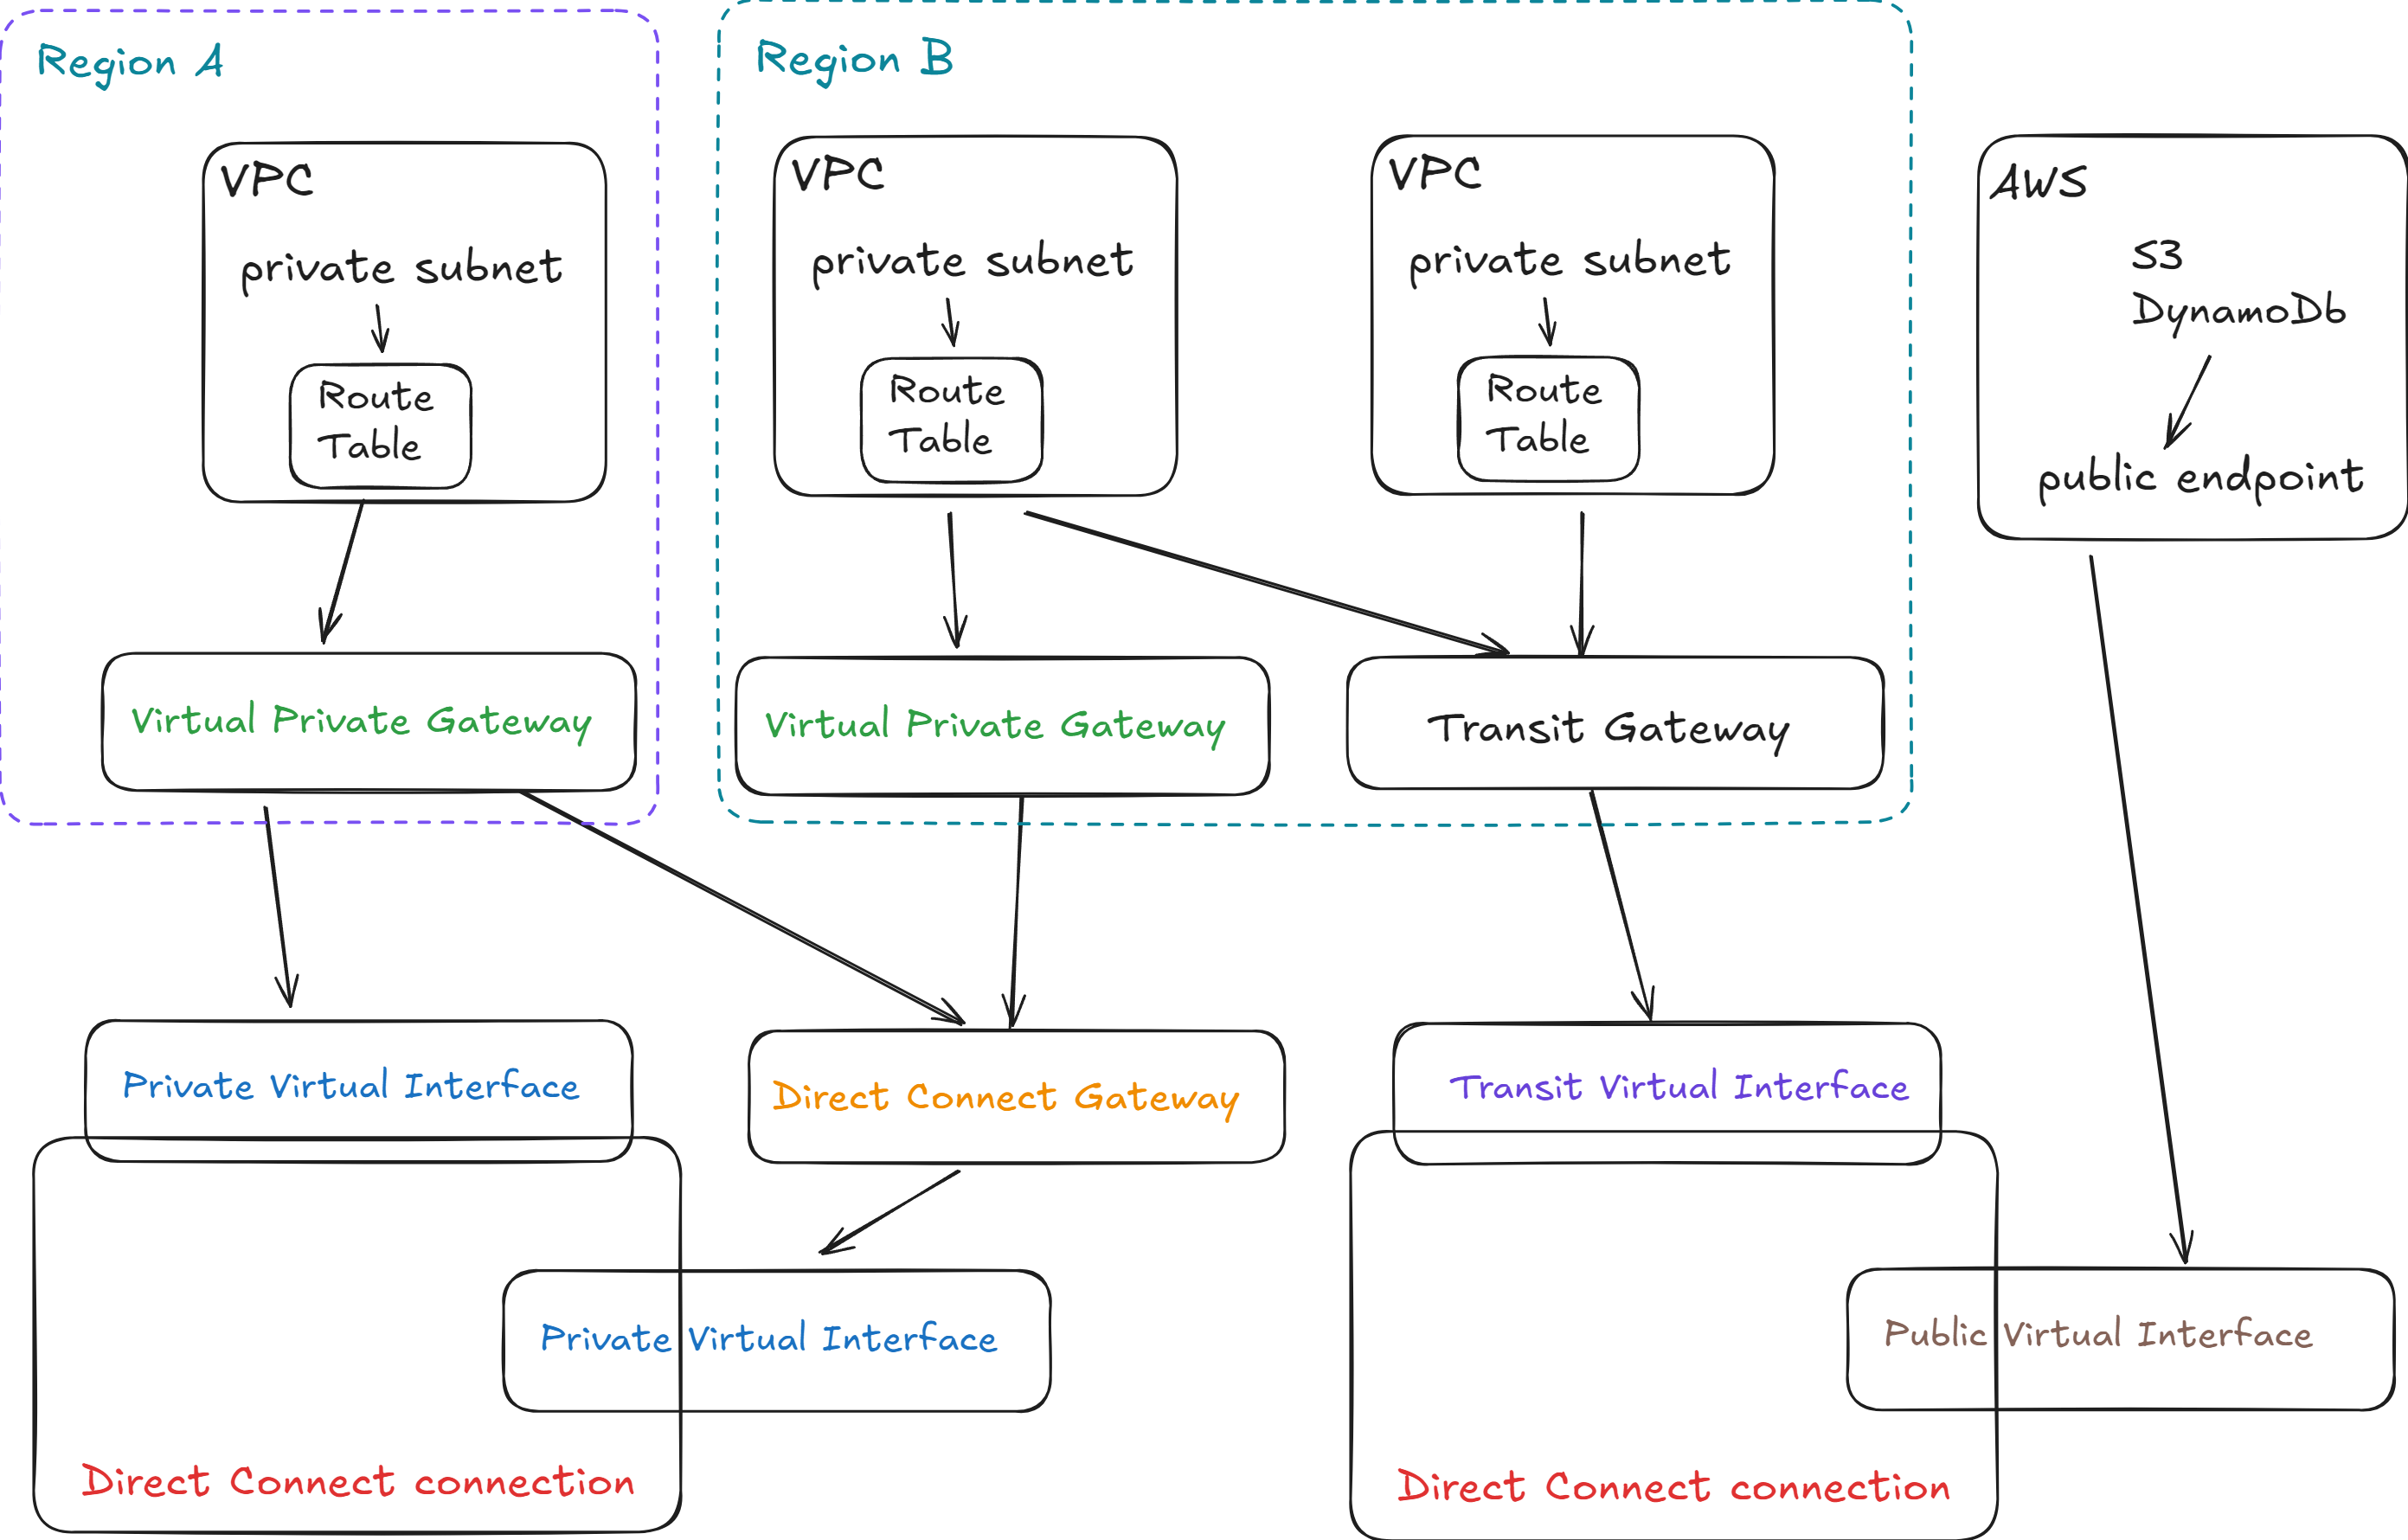 Region A
Region B
VPC
private subnet
Route
Table
VPC
private subnet
Route
Table
VPC
private subnet
Route
Table
AWS
S3
DynamoDb
public endpoint
Virtual Private Gateway
Virtual Private Gateway
Transit Gateway
Private Virtual Interface
Direct Connect Gateway
Transit Virtual Interface
Private Virtual Interface
Public Virtual Interface
Direct Connect connection
Direct Connect connection